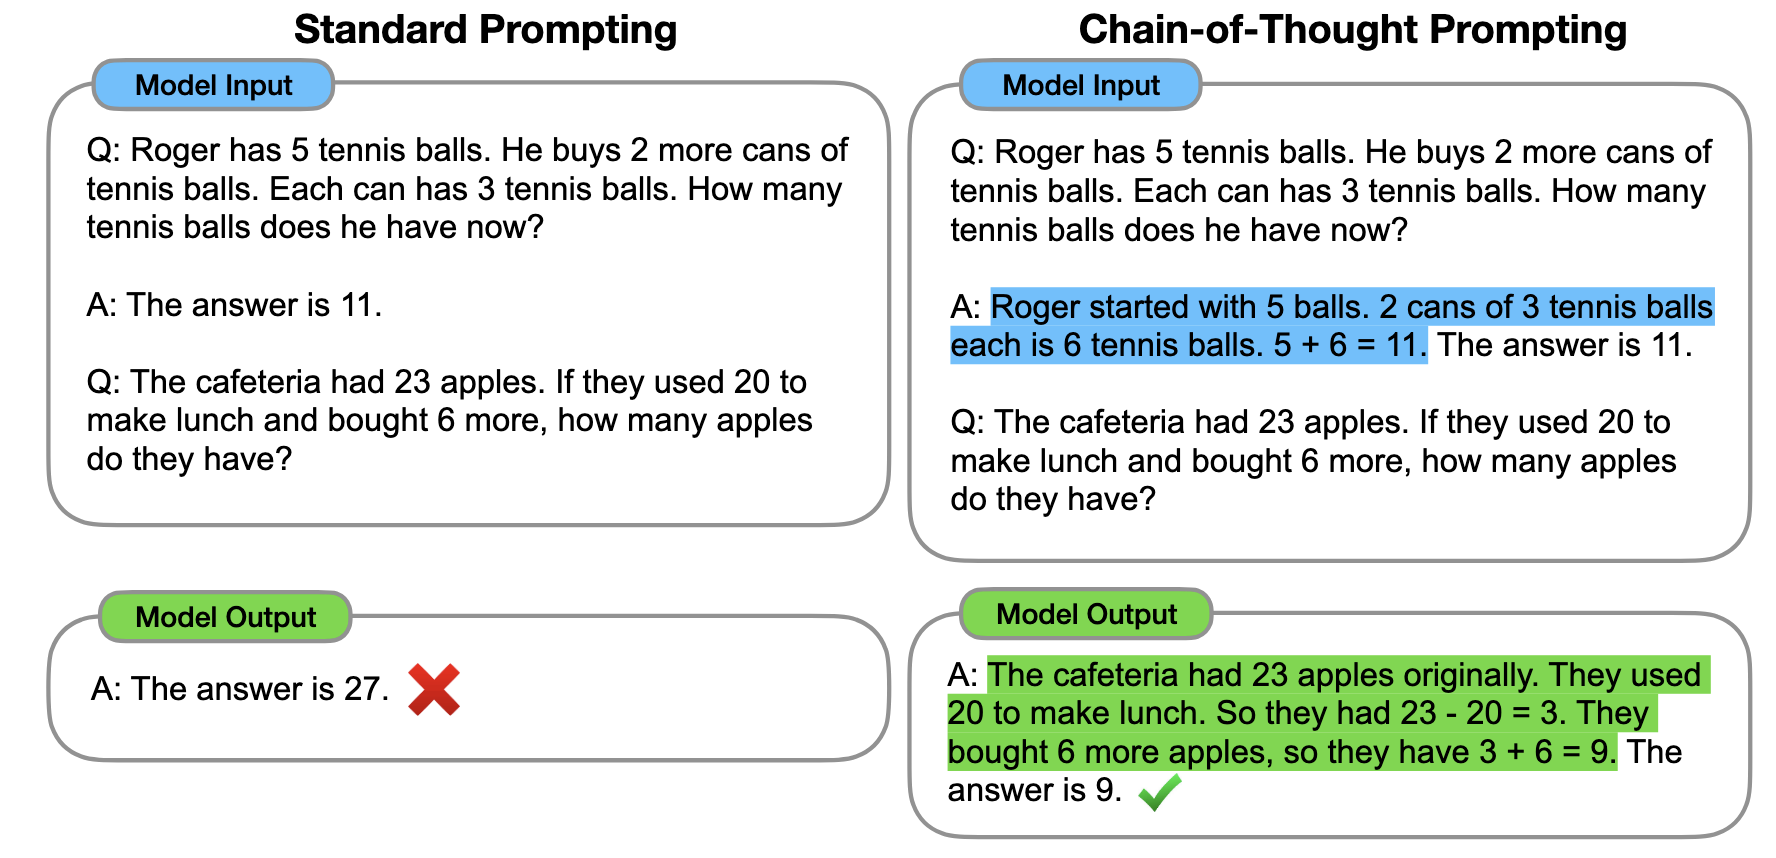 Standard Prompting
Model Input
Q: Roger has 5 tennis balls. He buys 2 more cans of
tennis balls. Each can has 3 tennis balls. How many
tennis balls does he have now?
A: The answer is 11.
Q: The cafeteria had 23 apples. If they used 20 to
make lunch and bought 6 more, how many apples
do they have?
Model Output
A: The answer is 27.
Chain-of-Thought Prompting
Model Input
Q: Roger has 5 tennis balls. He buys 2 more cans of
tennis balls. Each can has 3 tennis balls. How many
tennis balls does he have now?
A: Roger started with 5 balls. 2 cans of 3 tennis balls
each is 6 tennis balls. 5 + 6 = 11. The answer is 11.
Q: The cafeteria had 23 apples. If they used 20 to
make lunch and bought 6 more, how many apples
do they have?
Model Output
A: The cafeteria had 23 apples originally. They used
20 to make lunch. So they had 23 - 20 = 3. They
bought 6 more apples, so they have 3 + 6 = 9. The
answer is 9.